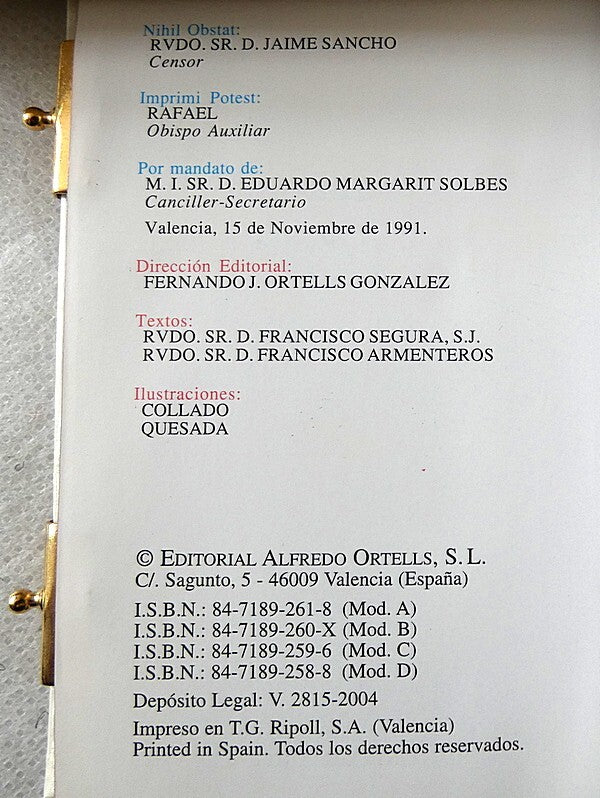 Nihil Obstat:
RVDO. SR. D. JAIME SANCHO
Censor
Imprimi Potest:
RAFAEL
Obispo Auxiliar
Por mandato de:
M. I. SR. D. EDUARDO MARGARIT SOLBES
Canciller-Secretario
Valencia, 15 de Noviembre de 1991.
Dirección Editorial:
FERNANDO J. ORTELLS GONZALEZ
Textos:
RVDO. SR. D. FRANCISCO SEGURA, S.J.
RVDO. SR. D. FRANCISCO ARMENTEROS
Ilustraciones:
COLLADO
QUESADA
© EDITORIAL ALFREDO ORTELLS, S. L.
C/. Sagunto, 5 - 46009 Valencia (España)
I.S.B.N.: 84-7189-261-8 (Mod. A)
I.S.B.N.: 84-7189-260-X (Mod. B)
I.S.B.N.: 84-7189-259-6 (Mod. C)
I.S.B.N.: 84-7189-258-8 (Mod. D)
Depósito Legal: V. 2815-2004
Impreso en T.G. Ripoll, S.A. (Valencia)
Printed in Spain. Todos los derechos reservados.